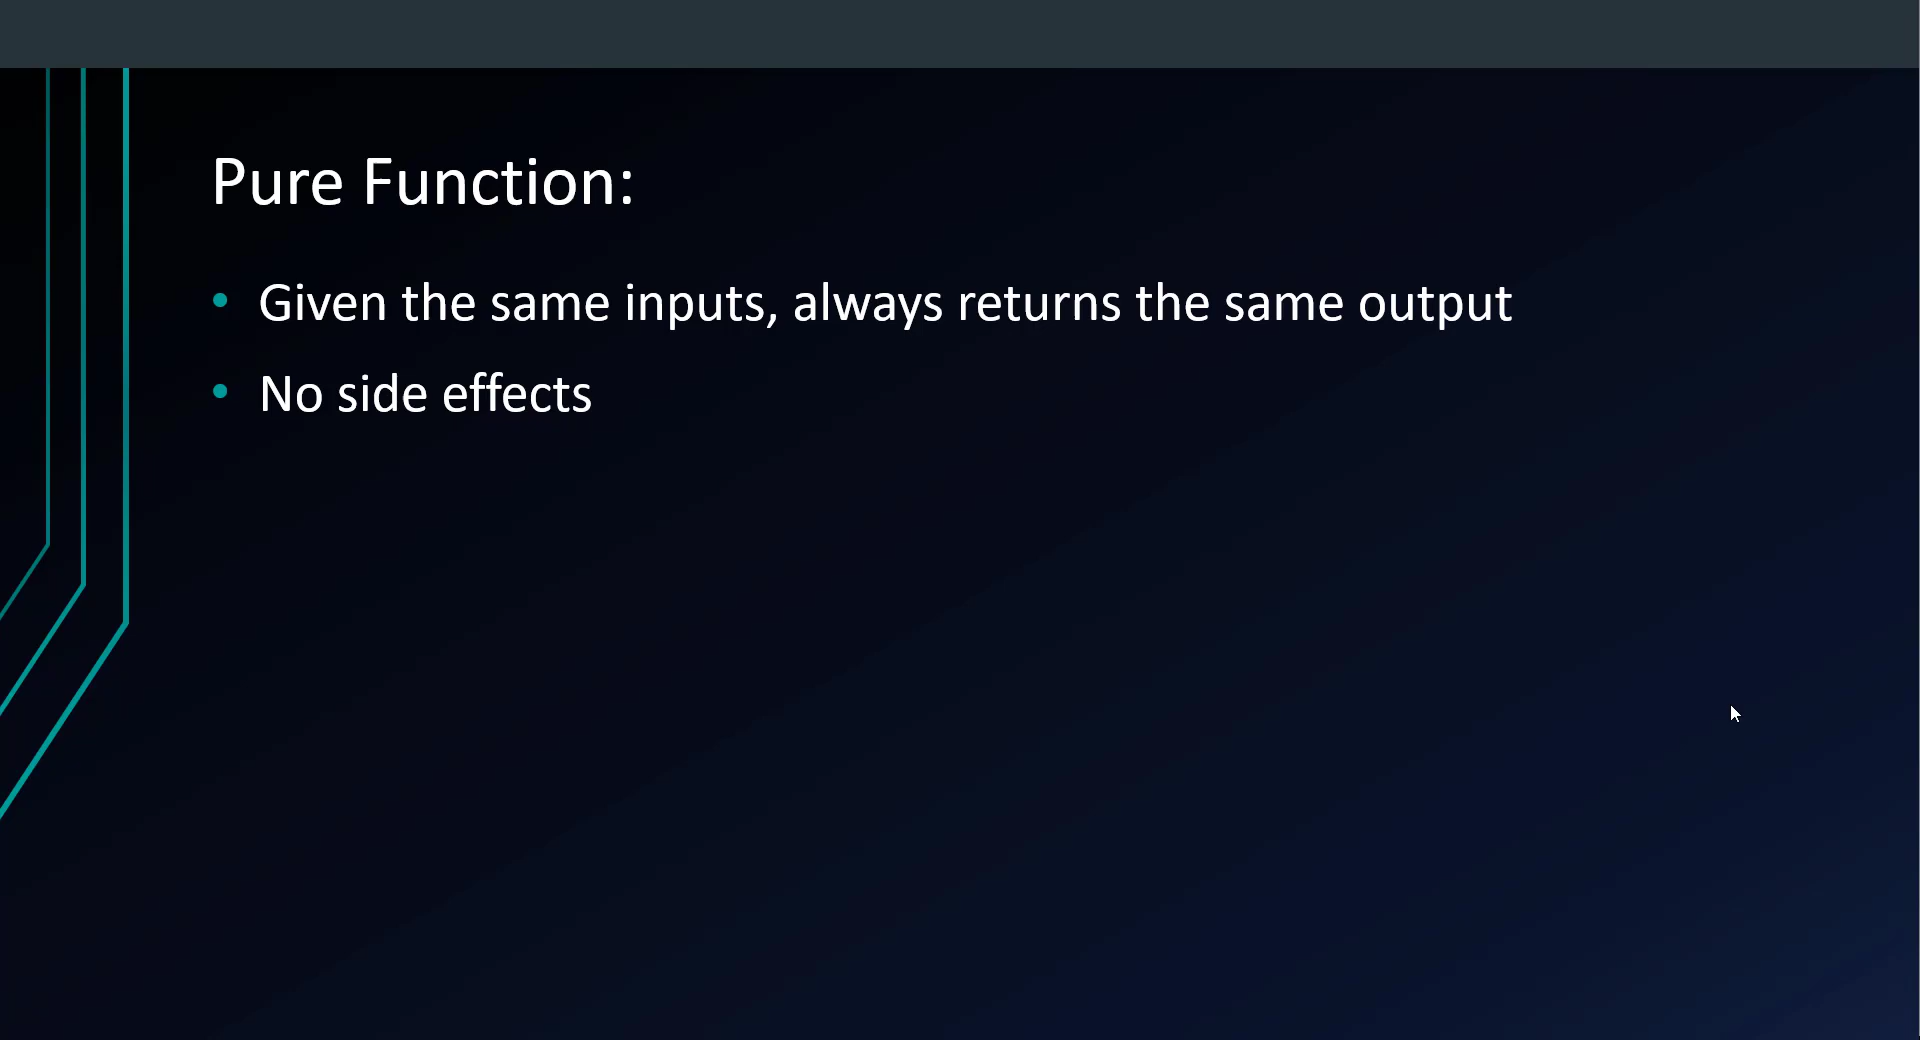 Pure Function:
• Given the same inputs, always returns the same output
• No side effects